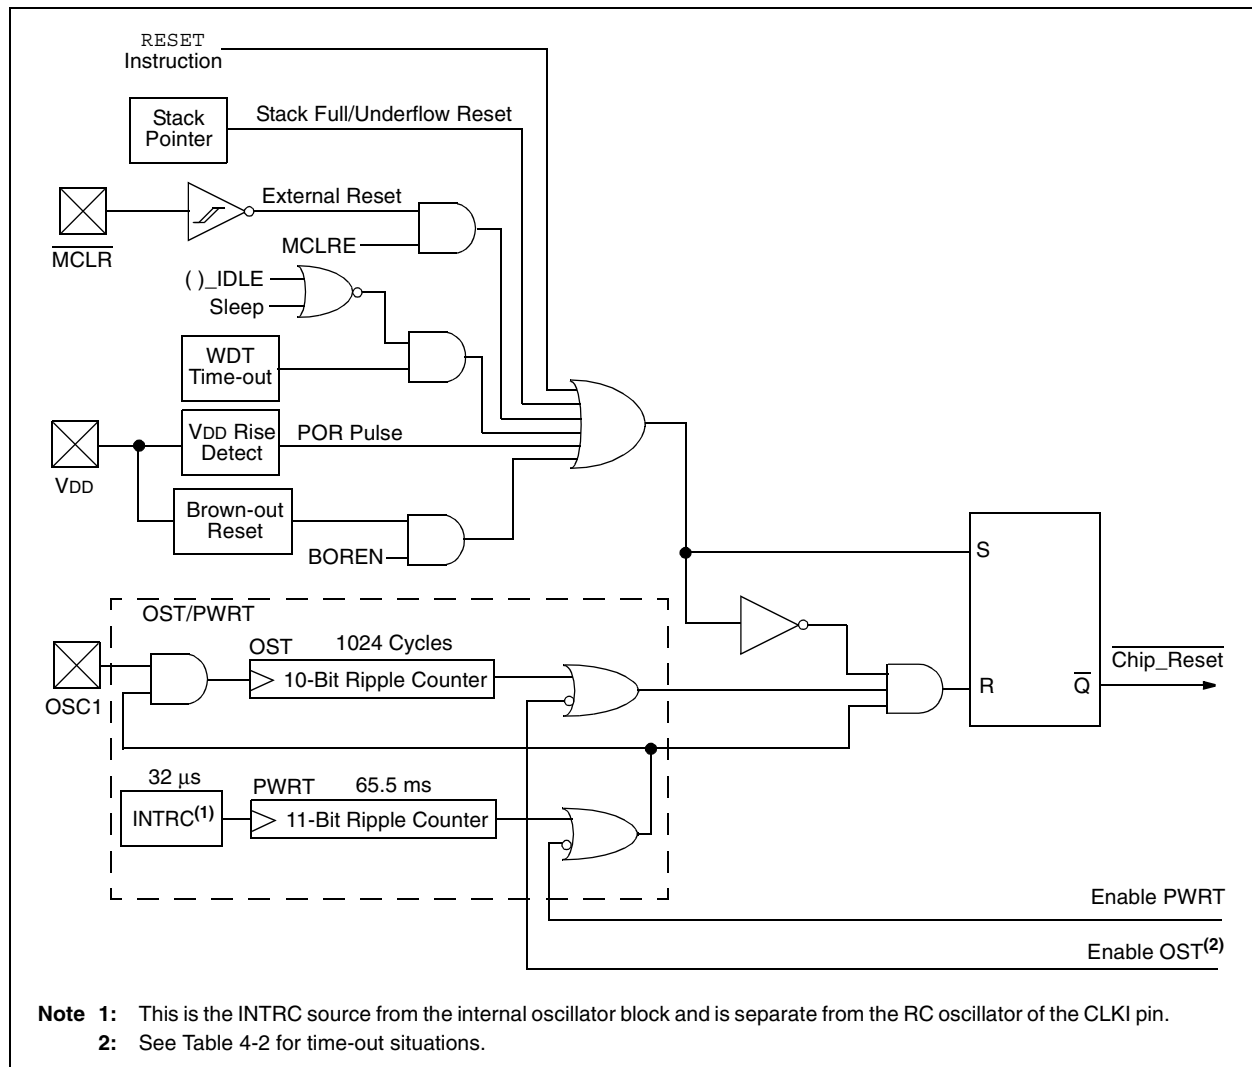 RESET
Instruction
Stack
Pointer
Stack Full/Underflow Reset
External Reset
MCLR
MCLRE
( )_IDLE
Sleep
WDT
Time-out
VDD Rise
Detect
POR Pulse
VDD
Brown-out
Reset
BOREN
S
R
Q
Chip_Reset
OST/PWRT
OST
1024 Cycles
10-Bit Ripple Counter
OSC1
32 μs
INTRC(1)
PWRT
65.5 ms
11-Bit Ripple Counter
Enable PWRT
Enable OST(2)
Note 1: This is the INTRC source from the internal oscillator block and is separate from the RC oscillator of the CLKI pin.
2: See Table 4-2 for time-out situations.